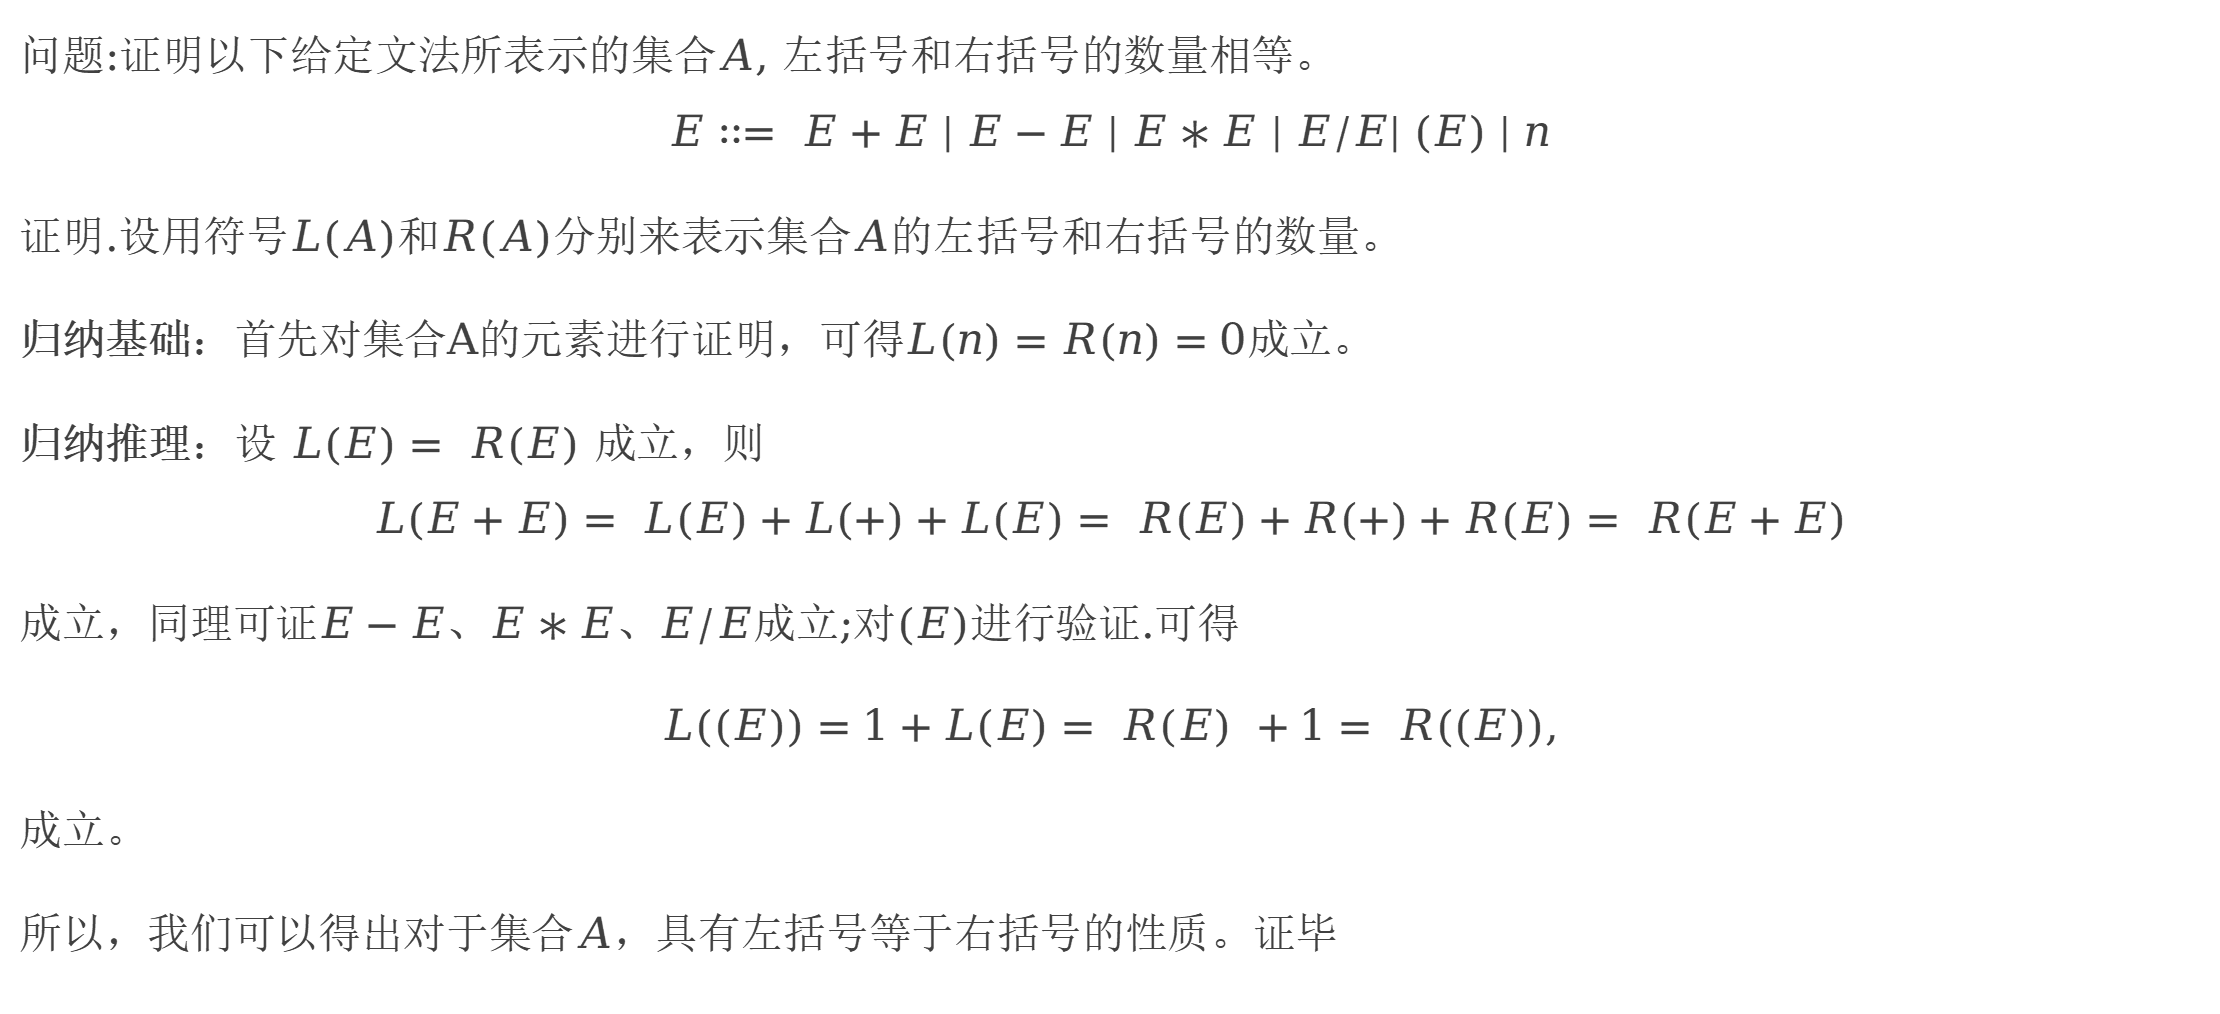 问题:证明以下给定文法所表示的集合A, 左括号和右括号的数量相等。
E ::= E + E | E − E | E ∗ E | E/E| (E) | n
证明.设用符号L(A)和R(A)分别来表示集合A的左括号和右括号的数量。
归纳基础：首先对集合A的元素进行证明，可得L(n) = R(n) = 0成立。
归纳推理：设 L(E) = R(E) 成立，则
L(E + E) = L(E) + L(+) + L(E) = R(E) + R(+) + R(E) = R(E + E)
成立，同理可证E − E、E ∗ E、E/E成立;对(E)进行验证.可得
L((E)) = 1 + L(E) = R(E) + 1 = R((E)),
成立。
所以，我们可以得出对于集合A，具有左括号等于右括号的性质。证毕